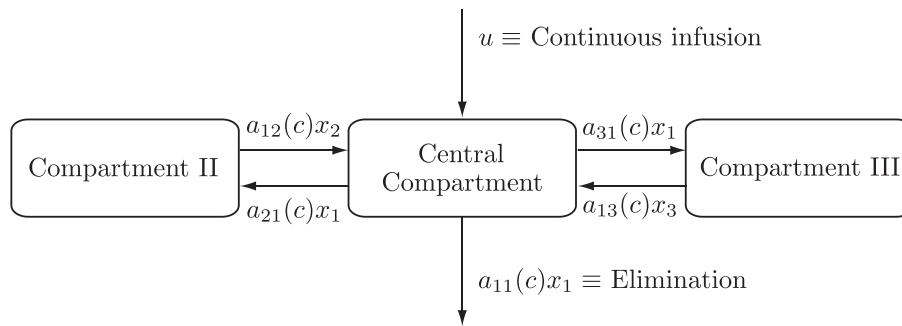 u ≡ Continuous infusion
a₁₂(c)x₂
a₃₁(c)x₁
Compartment II
Central
Compartment
Compartment III
a₂₁(c)x₁
a₁₃(c)x₃
a₁₁(c)x₁ ≡ Elimination